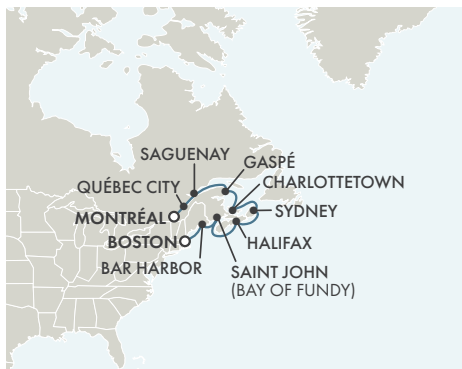 SAGUENAY
GASPÉ
QUÉBEC CITY
CHARLOTTETOWN
MONTRÉAL
SYDNEY
BOSTON
HALIFAX
BAR HARBOR
SAINT JOHN
(BAY OF FUNDY)